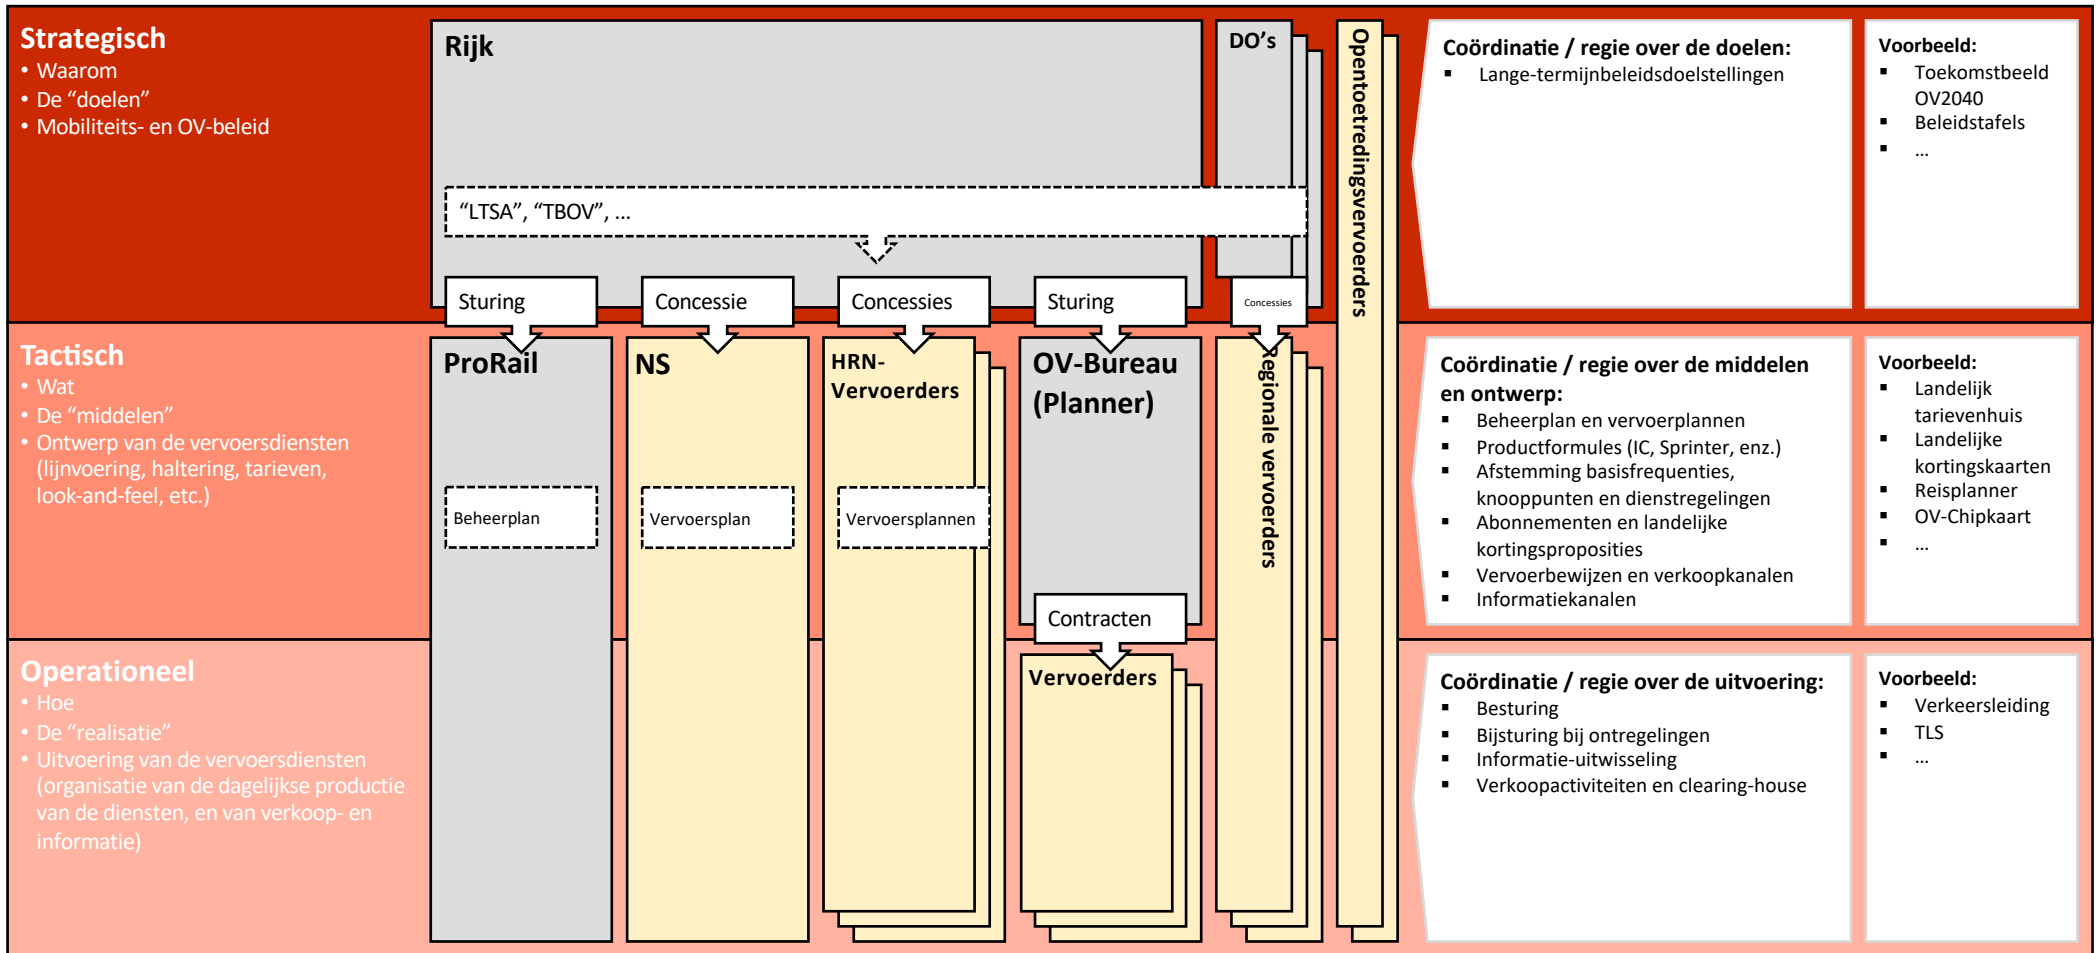 Strategisch
• Waarom
• De “doelen”
• Mobiliteits- en OV-beleid
Rijk
DO’s
Opentoetredingsvervoerders
“LTSA”, “TBOV”, ...
Sturing
Concessie
Concessies
Sturing
Concessies
Coördinatie / regie over de doelen:
▪ Lange-termijnbeleidsdoelstellingen
Voorbeeld:
▪ Toekomstbeeld
OV2040
▪ Beleidstafels
▪ ...
Tactisch
• Wat
• De “middelen”
• Ontwerp van de vervoersdiensten
(lijnvoering, haltering, tarieven,
look-and-feel, etc.)
ProRail
Beheerplan
NS
Vervoersplan
HRN-
Vervoerders
Vervoersplannen
OV-Bureau
(Planner)
Contracten
Regionale vervoerders
Coördinatie / regie over de middelen
en ontwerp:
▪ Beheerplan en vervoerplannen
▪ Productformules (IC, Sprinter, enz.)
▪ Afstemming basisfrequenties,
knooppunten en dienstregelingen
▪ Abonnementen en landelijke
kortingsproposities
▪ Vervoerbewijzen en verkoopkanalen
▪ Informatiekanalen
Voorbeeld:
▪ Landelijk
tarievenhuis
▪ Landelijke
kortingskaarten
▪ Reisplanner
▪ OV-Chipkaart
▪ ...
Operationeel
• Hoe
• De “realisatie”
• Uitvoering van de vervoersdiensten
(organisatie van de dagelijkse productie
van de diensten, en van verkoop- en
informatie)
Vervoerders
Coördinatie / regie over de uitvoering:
▪ Besturing
▪ Bijsturing bij ontregelingen
▪ Informatie-uitwisseling
▪ Verkoopactiviteiten en clearing-house
Voorbeeld:
▪ Verkeersleiding
▪ TLS
▪ ...